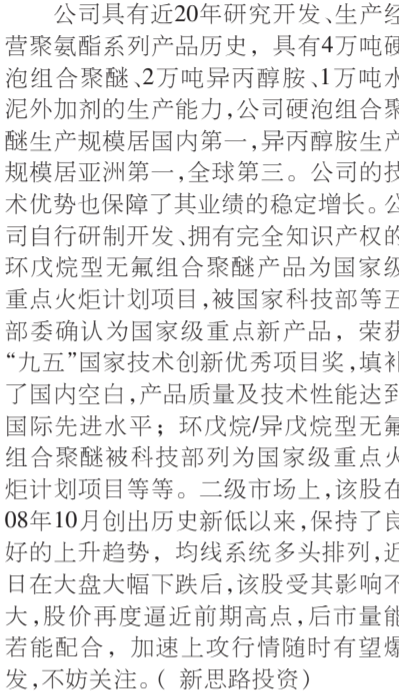 公司具有近20年研究开发、生产经
营聚氨酯系列产品历史，具有4万吨硬
泡组合聚醚、2万吨异丙醇胺、1万吨水
泥外加剂的生产能力,公司硬泡组合聚
醚生产规模居国内第一,异丙醇胺生产
规模居亚洲第一,全球第三。公司的技
术优势也保障了其业绩的稳定增长。公
司自行研制开发、拥有完全知识产权的
环戊烷型无氟组合聚醚产品为国家级
重点火炬计划项目,被国家科技部等五
部委确认为国家级重点新产品，荣获
“九五”国家技术创新优秀项目奖,填补
了国内空白,产品质量及技术性能达到
国际先进水平；环戊烷/异戊烷型无氟
组合聚醚被科技部列为国家级重点火
炬计划项目等等。二级市场上,该股在
08年10月创出历史新低以来,保持了良
好的上升趋势，均线系统多头排列,近
日在大盘大幅下跌后,该股受其影响不
大,股价再度逼近前期高点,后市量能
若能配合，加速上攻行情随时有望爆
发,不妨关注。( 新思路投资)